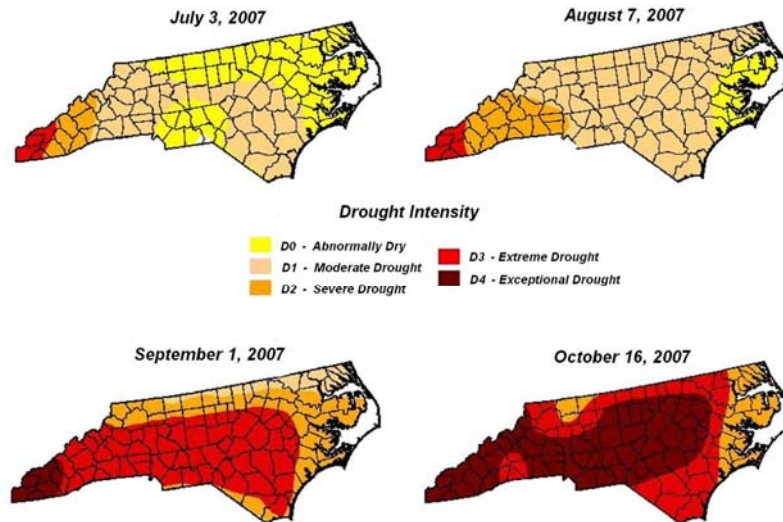 July 3, 2007
August 7, 2007
Drought Intensity
D0 - Abnormally Dry
D1 - Moderate Drought
D2 - Severe Drought
D3 - Extreme Drought
D4 - Exceptional Drought
September 1, 2007
October 16, 2007